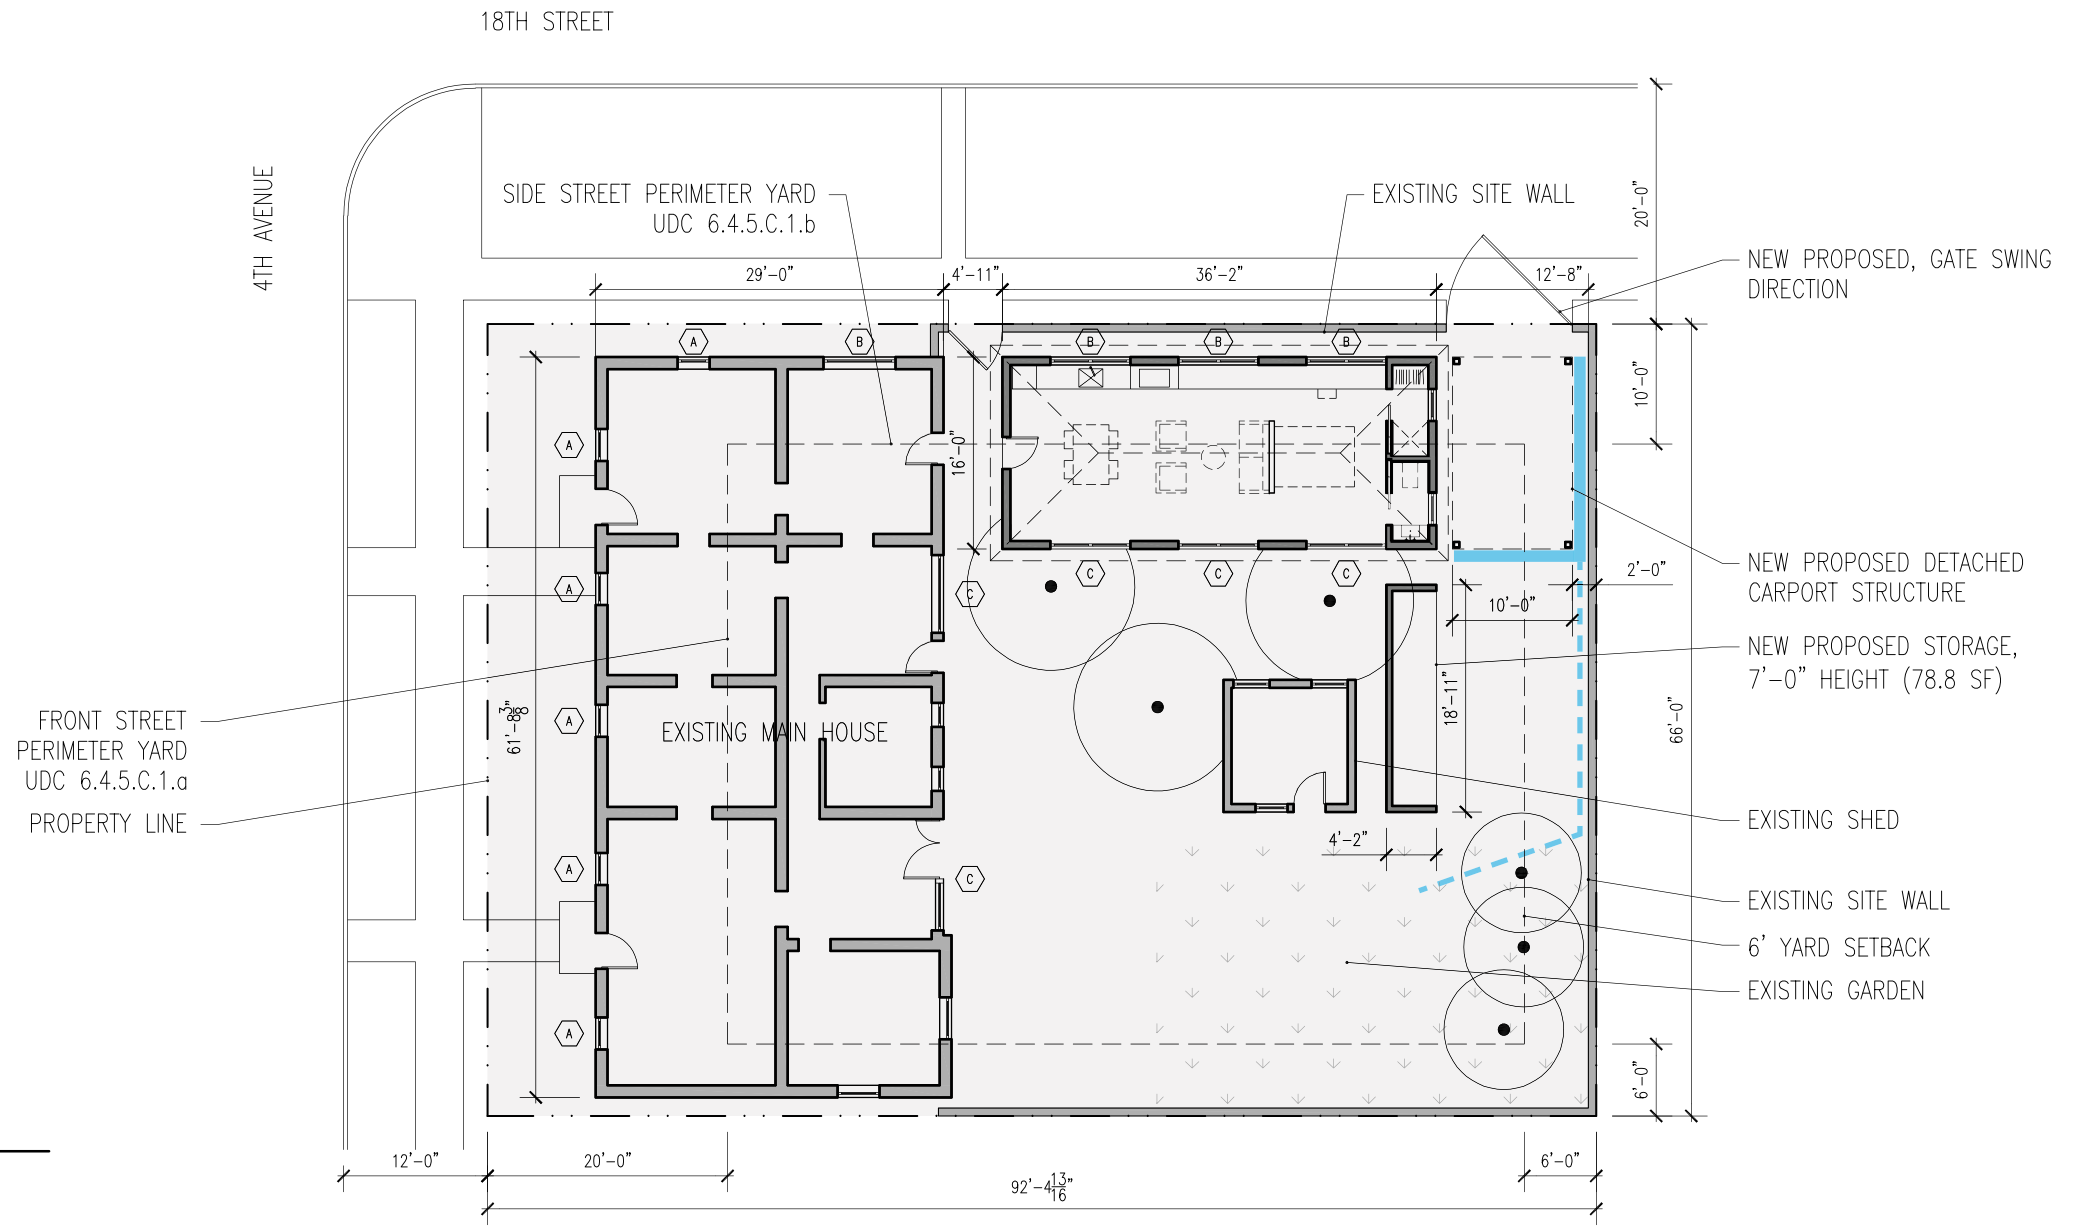 18TH STREET
4TH AVENUE
SIDE STREET PERIMETER YARD
UDC 6.4.5.C.1.b
EXISTING SITE WALL
20'-0"
NEW PROPOSED, GATE SWING
DIRECTION
29'-0"
4'-11"
36'-2"
12'-8"
A
B
B
B
B
10'-0"
A
16'-0"
NEW PROPOSED DETACHED
CARPORT STRUCTURE
2'-0"
A
C
C
C
C
10'-0"
NEW PROPOSED STORAGE,
7'-0" HEIGHT (78.8 SF)
18'-11"
66'-0"
FRONT STREET
PERIMETER YARD
UDC 6.4.5.C.1.a
61'-8 3/8"
A
EXISTING MAIN HOUSE
PROPERTY LINE
EXISTING SHED
4'-2"
A
C
EXISTING SITE WALL
6' YARD SETBACK
EXISTING GARDEN
A
6'-0"
12'-0"
20'-0"
6'-0"
92'-4 13/16"